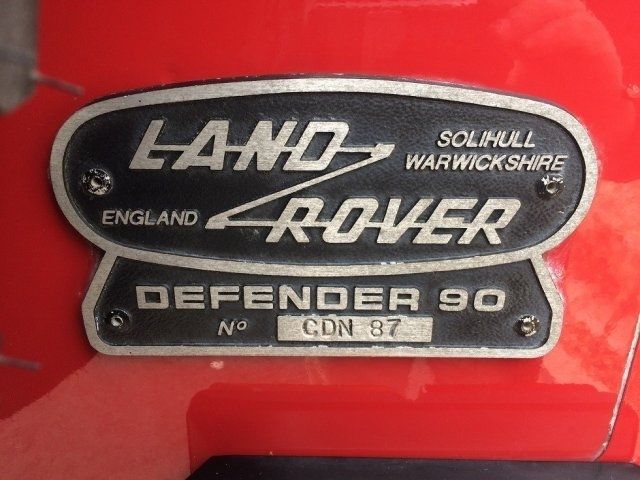 LAND
SOLIHULL
WARWICKSHIRE
ENGLAND
ROVER
DEFENDER 90
Nº CDN 87